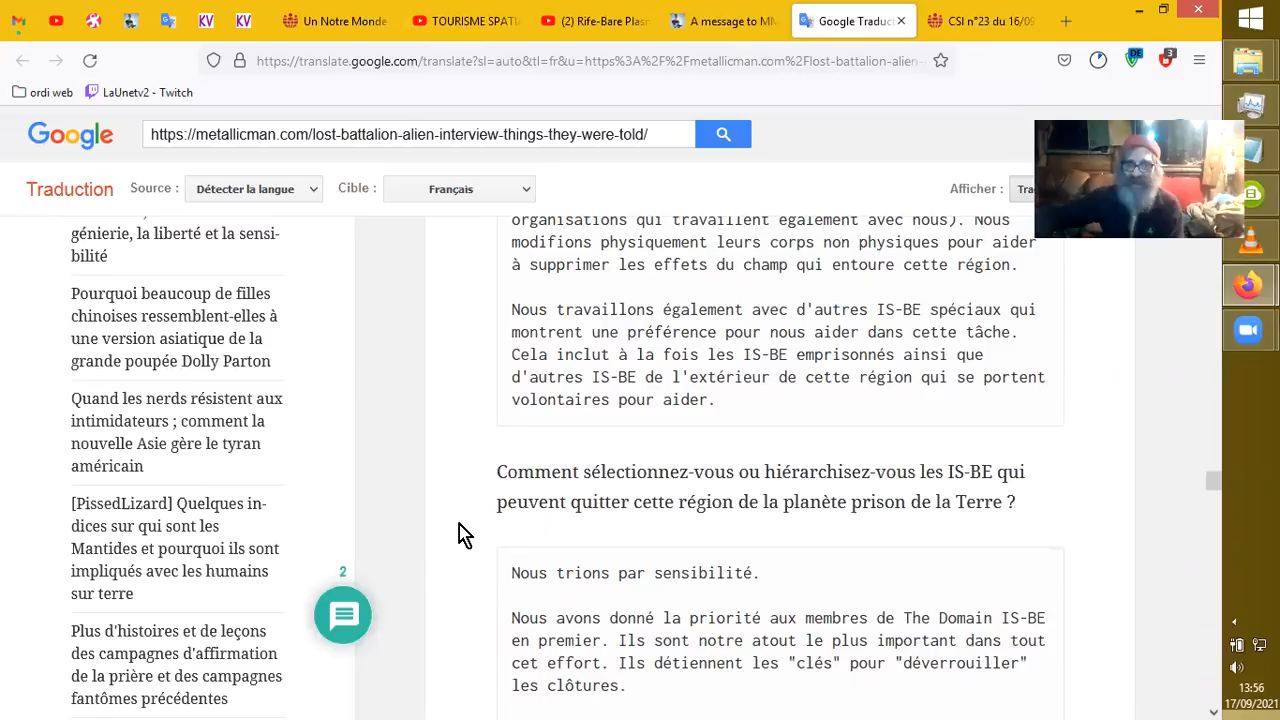 Un Notre Monde
TOURISME SPATI
(2) Rife-Bare Plasn
A message to MN
Google Traduct
CSI n°23 du 16/09
https://translate.google.com/translate?sl=auto&tl=fr&u=https%3A%2F%2Fmetallicman.com%2Flost-battalion-alien-
DE
3
ordi web
LaUnetv2 - Twitch
Google
https://metallicman.com/lost-battalion-alien-interview-things-they-were-told/
Traduction
Source :
Détecter la langue
Cible :
Français
Afficher :
Tra
génierie, la liberté et la sensi-
bilité
Pourquoi beaucoup de filles
chinoises ressemblent-elles à
une version asiatique de la
grande poupée Dolly Parton
Quand les nerds résistent aux
intimidateurs ; comment la
nouvelle Asie gère le tyran
américain
[PissedLizard] Quelques in-
dices sur qui sont les
Mantides et pourquoi ils sont
impliqués avec les humains
sur terre
Plus d'histoires et de leçons
des campagnes d'affirmation
de la prière et des campagnes
fantômes précédentes
2
organisations qui travaillent également avec nous). Nous
modifions physiquement leurs corps non physiques pour aider
à supprimer les effets du champ qui entoure cette région.
Nous travaillons également avec d'autres IS-BE spéciaux qui
montrent une préférence pour nous aider dans cette tâche.
Cela inclut à la fois les IS-BE emprisonnés ainsi que
d'autres IS-BE de l'extérieur de cette région qui se portent
volontaires pour aider.
Comment sélectionnez-vous ou hiérarchisez-vous les IS-BE qui
peuvent quitter cette région de la planète prison de la Terre ?
Nous trions par sensibilité.
Nous avons donné la priorité aux membres de The Domain IS-BE
en premier. Ils sont notre atout le plus important dans tout
cet effort. Ils détiennent les "clés" pour "déverrouiller"
les clôtures.
13:56
17/09/2021